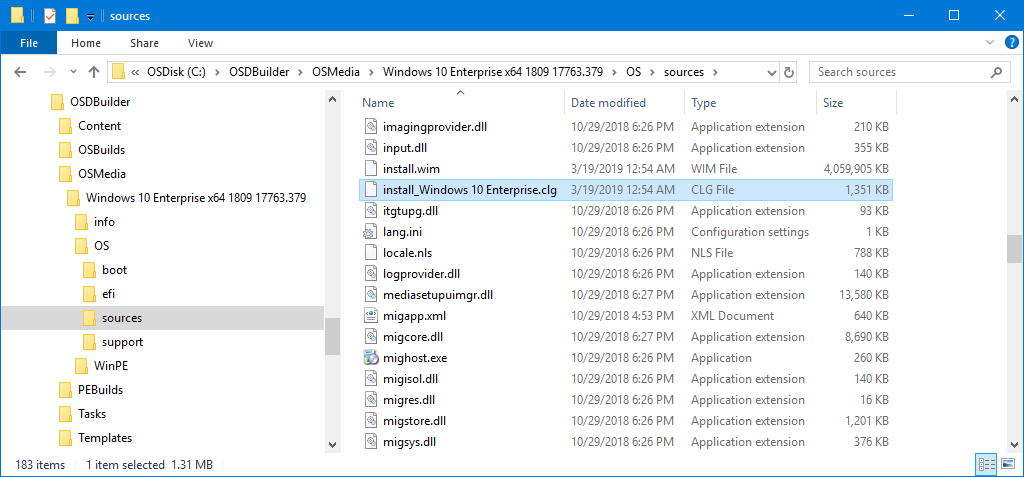 sources
File Home Share View
« OSDisk (C:) › OSDBuilder › OSMedia › Windows 10 Enterprise x64 1809 17763.379 › OS › sources › Search sources
OSDBuilder
Content
OSBuilds
OSMedia
Windows 10 Enterprise x64 1809 17763.379
info
OS
boot
efi
sources
support
WinPE
PEBuilds
Tasks
Templates
Name Date modified Type Size
imagingprovider.dll 10/29/2018 6:26 PM Application extension 210 KB
input.dll 10/29/2018 6:26 PM Application extension 355 KB
install.wim 3/19/2019 12:54 AM WIM File 4,059,905 KB
install_Windows 10 Enterprise.clg 3/19/2019 12:54 AM CLG File 1,351 KB
itgtupg.dll 10/29/2018 6:26 PM Application extension 93 KB
lang.ini 10/29/2018 6:26 PM Configuration settings 1 KB
locale.nls 10/29/2018 6:26 PM NLS File 788 KB
logprovider.dll 10/29/2018 6:26 PM Application extension 140 KB
mediasetupuimgr.dll 10/29/2018 6:27 PM Application extension 13,580 KB
migapp.xml 10/29/2018 4:53 PM XML Document 640 KB
migcore.dll 10/29/2018 6:27 PM Application extension 8,690 KB
mighost.exe 10/29/2018 6:26 PM Application 260 KB
migisol.dll 10/29/2018 6:26 PM Application extension 140 KB
migres.dll 10/29/2018 6:26 PM Application extension 16 KB
migstore.dll 10/29/2018 6:26 PM Application extension 1,201 KB
migsys.dll 10/29/2018 6:26 PM Application extension 376 KB
183 items 1 item selected 1.31 MB